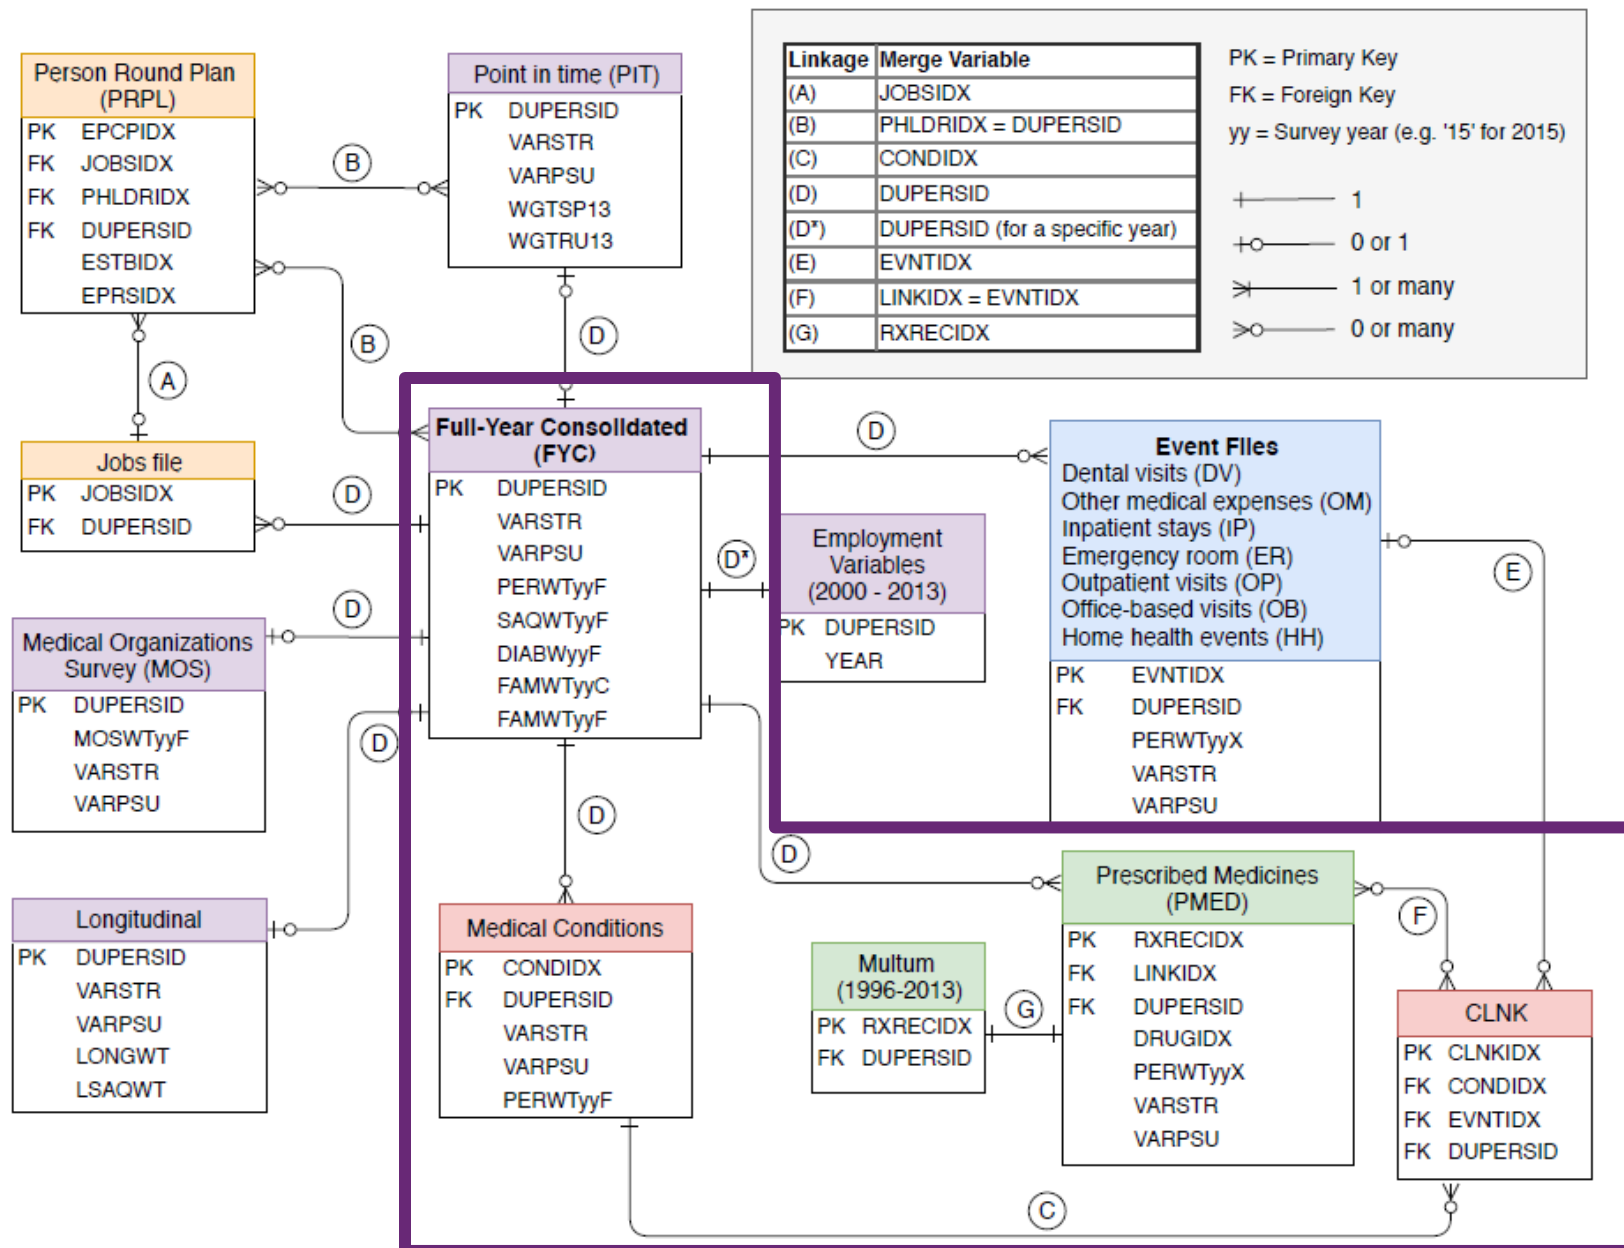 Person Round Plan
(PRPL)
PK EPCPIDX
FK JOBSIDX
FK PHLDRIDX
FK DUPERSID
ESTBIDX
EPRSIDX
B
Point in time (PIT)
PK DUPERSID
VARSTR
VARPSU
WGTSP13
WGTRU13
Linkage Merge Variable
(A) JOBSIDX
(B) PHLDRIDX = DUPERSID
(C) CONDIDX
(D) DUPERSID
(D*) DUPERSID (for a specific year)
(E) EVNTIDX
(F) LINKIDX = EVNTIDX
(G) RXRECIDX
PK = Primary Key
FK = Foreign Key
yy = Survey year (e.g. '15' for 2015)
1
0 or 1
1 or many
0 or many
B
D
A
Jobs file
PK JOBSIDX
FK DUPERSID
D
Full-Year Consolidated
(FYC)
PK DUPERSID
VARSTR
VARPSU
PERWTyyF
SAQWTyyF
DIABWyyF
FAMWTyyC
FAMWTyyF
D
D*
Employment
Variables
(2000 - 2013)
PK DUPERSID
YEAR
Event Files
Dental visits (DV)
Other medical expenses (OM)
Inpatient stays (IP)
Emergency room (ER)
Outpatient visits (OP)
Office-based visits (OB)
Home health events (HH)
PK EVNTIDX
FK DUPERSID
PERWTyyX
VARSTR
VARPSU
E
D
Medical Organizations
Survey (MOS)
PK DUPERSID
MOSWTyyF
VARSTR
VARPSU
D
D
D
Longitudinal
PK DUPERSID
VARSTR
VARPSU
LONGWT
LSAQWT
Medical Conditions
PK CONDIDX
FK DUPERSID
VARSTR
VARPSU
PERWTyyF
Multum
(1996-2013)
PK RXRECIDX
FK DUPERSID
G
Prescribed Medicines
(PMED)
PK RXRECIDX
FK LINKIDX
FK DUPERSID
DRUGIDX
PERWTyyX
VARSTR
VARPSU
F
CLNK
PK CLNKIDX
FK CONDIDX
FK EVNTIDX
FK DUPERSID
C